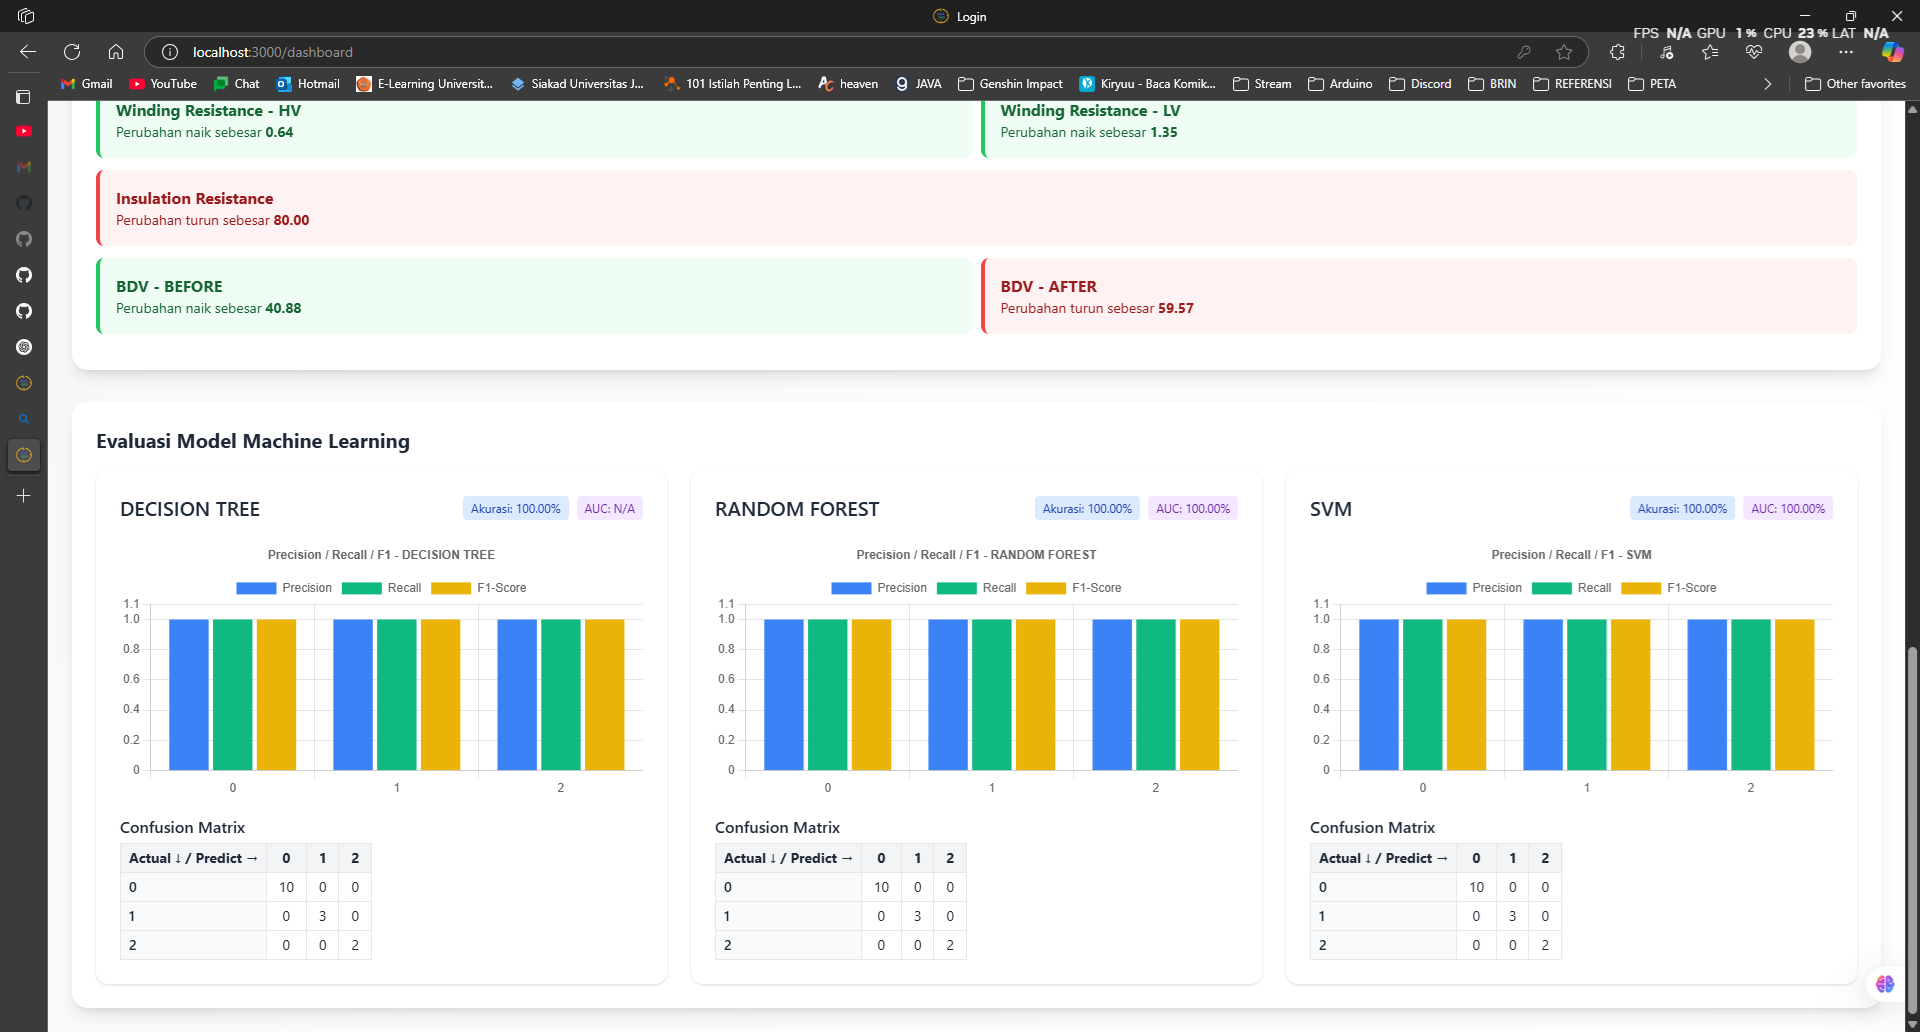 Login
FPS N/A GPU 1 % CPU 23 % LAT N/A
localhost:3000/dashboard
Gmail YouTube Chat Hotmail E-Learning Universit... Siakad Universitas J... 101 Istilah Penting L... heaven JAVA Genshin Impact Kiryuu - Baca Komik... Stream Arduino Discord BRIN REFERENSI PETA Other favorites
Winding Resistance - HV
Perubahan naik sebesar 0.64
Winding Resistance - LV
Perubahan naik sebesar 1.35
Insulation Resistance
Perubahan turun sebesar 80.00
BDV - BEFORE
Perubahan naik sebesar 40.88
BDV - AFTER
Perubahan turun sebesar 59.57
Evaluasi Model Machine Learning
DECISION TREE
Akurasi: 100.00% AUC: N/A
Precision / Recall / F1 - DECISION TREE
Precision Recall F1-Score
1.1
1.0
0.8
0.6
0.4
0.2
0
0 1 2
Confusion Matrix
Actual ↓ / Predict → 0 1 2
0 10 0 0
1 0 3 0
2 0 0 2
RANDOM FOREST
Akurasi: 100.00% AUC: 100.00%
Precision / Recall / F1 - RANDOM FOREST
Precision Recall F1-Score
1.1
1.0
0.8
0.6
0.4
0.2
0
0 1 2
Confusion Matrix
Actual ↓ / Predict → 0 1 2
0 10 0 0
1 0 3 0
2 0 0 2
SVM
Akurasi: 100.00% AUC: 100.00%
Precision / Recall / F1 - SVM
Precision Recall F1-Score
1.1
1.0
0.8
0.6
0.4
0.2
0
0 1 2
Confusion Matrix
Actual ↓ / Predict → 0 1 2
0 10 0 0
1 0 3 0
2 0 0 2